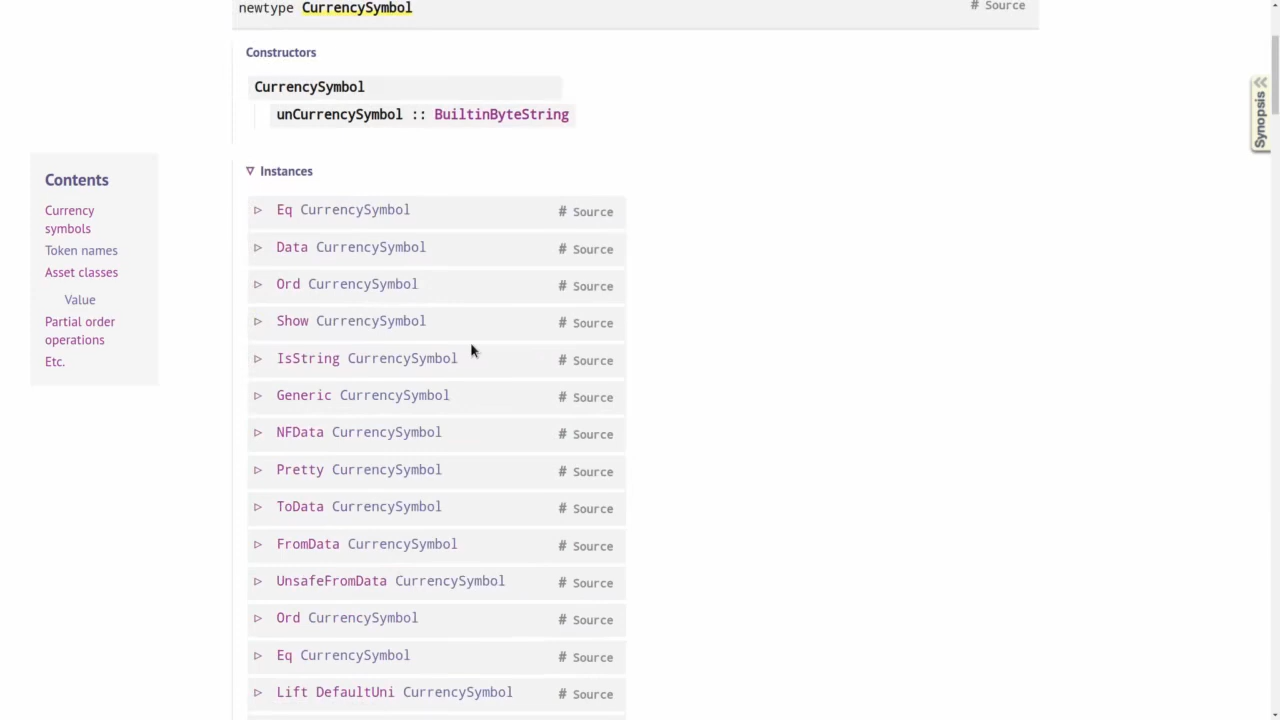 newtype CurrencySymbol # Source
Constructors
CurrencySymbol
unCurrencySymbol :: BuiltinByteString
Instances
Eq CurrencySymbol # Source
Data CurrencySymbol # Source
Ord CurrencySymbol # Source
Show CurrencySymbol # Source
IsString CurrencySymbol # Source
Generic CurrencySymbol # Source
NFData CurrencySymbol # Source
Pretty CurrencySymbol # Source
ToData CurrencySymbol # Source
FromData CurrencySymbol # Source
UnsafeFromData CurrencySymbol # Source
Ord CurrencySymbol # Source
Eq CurrencySymbol # Source
Lift DefaultUni CurrencySymbol # Source
Contents
Currency
symbols
Token names
Asset classes
Value
Partial order
operations
Etc.
Synopsis